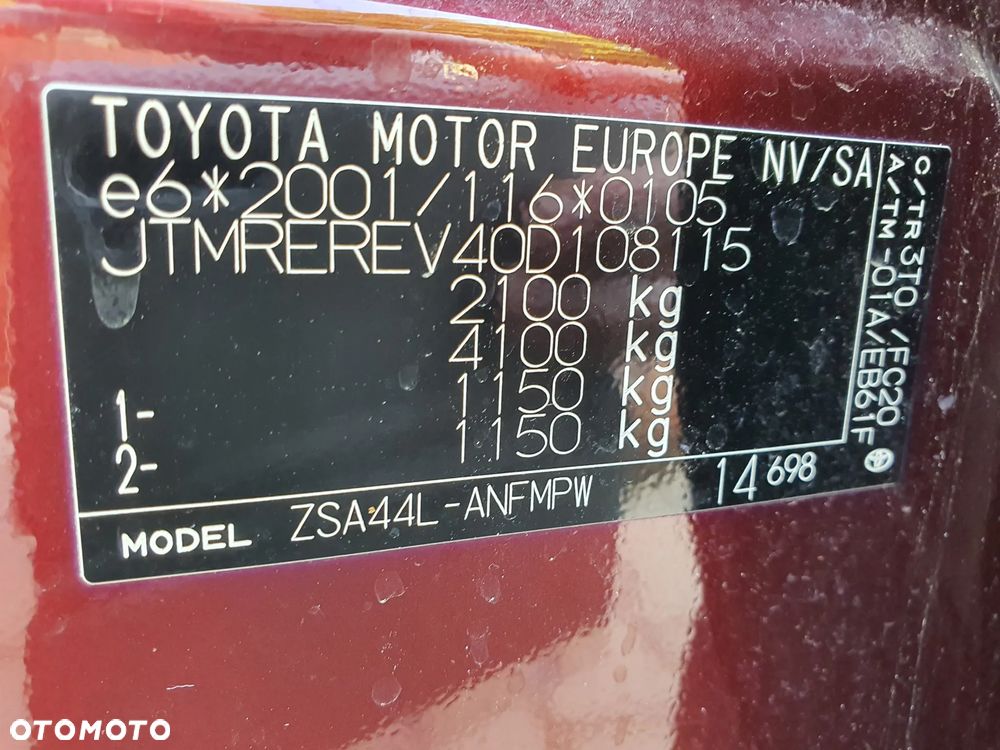 TOYOTA MOTOR EUROPE NV/SA
e6*2001/116*0105
JTMREREV40D108115
2100 kg
4100 kg
1- 1150 kg
2- 1150 kg
C/TR 3T0 /FC20
A/TM -01A/EB61F
MODEL ZSA44L-ANFMPW 14 698
OTOMOTO